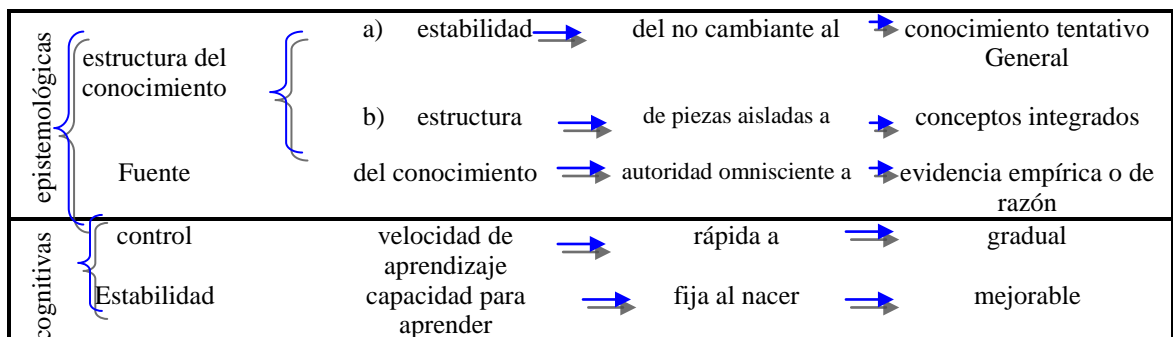 epistemológicas
a) estabilidad del no cambiante al conocimiento tentativo
estructura del General
conocimiento
b) estructura de piezas aisladas a conceptos integrados
Fuente del conocimiento autoridad omnisciente a evidencia empírica o de
razón
cognitivas
control velocidad de rápida a gradual
aprendizaje
Estabilidad capacidad para fija al nacer mejorable
aprender